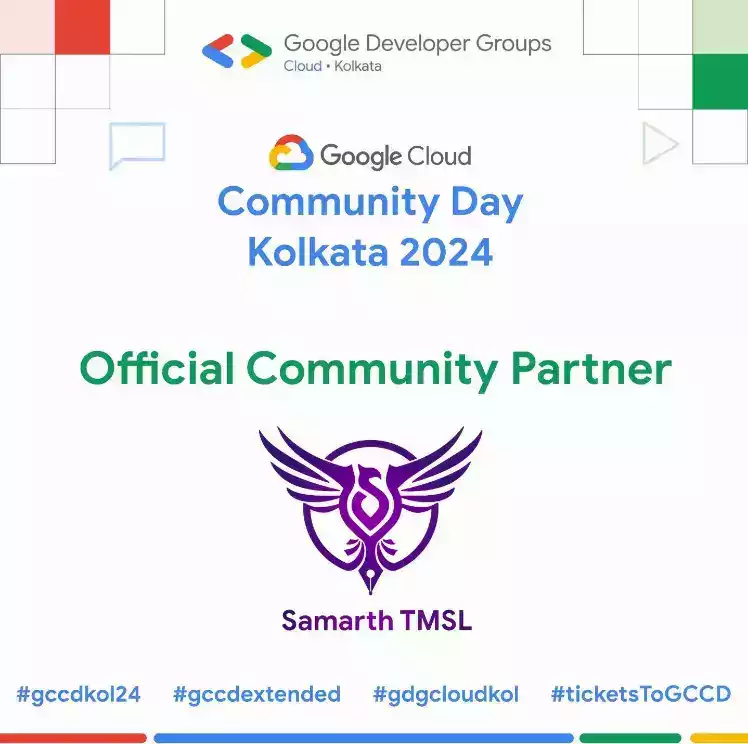 Google Developer Groups
Cloud • Kolkata
Google Cloud
Community Day
Kolkata 2024
Official Community Partner
Samarth TMSL
#gccdkol24 #gccdextended #gdgcloudkol #ticketsToGCCD